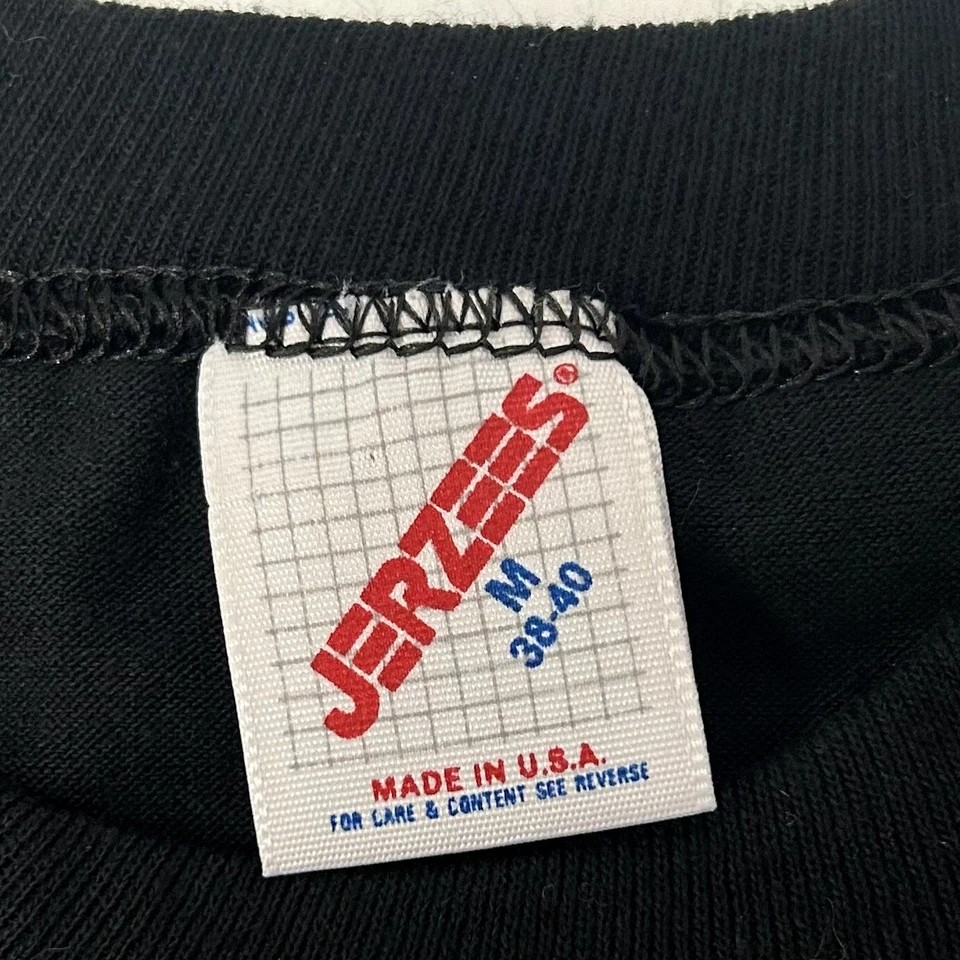 JERZEES®
M
38-40
MADE IN U.S.A.
FOR CARE & CONTENT SEE REVERSE